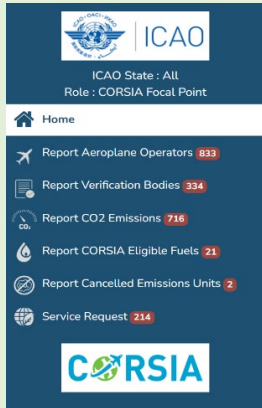 ICAO
ICAO State : All
Role : CORSIA Focal Point
Home
Report Aeroplane Operators 833
Report Verification Bodies 334
CO₂
Report CO2 Emissions 716
Report CORSIA Eligible Fuels 21
Report Cancelled Emissions Units 2
Service Request 214
CORSIA